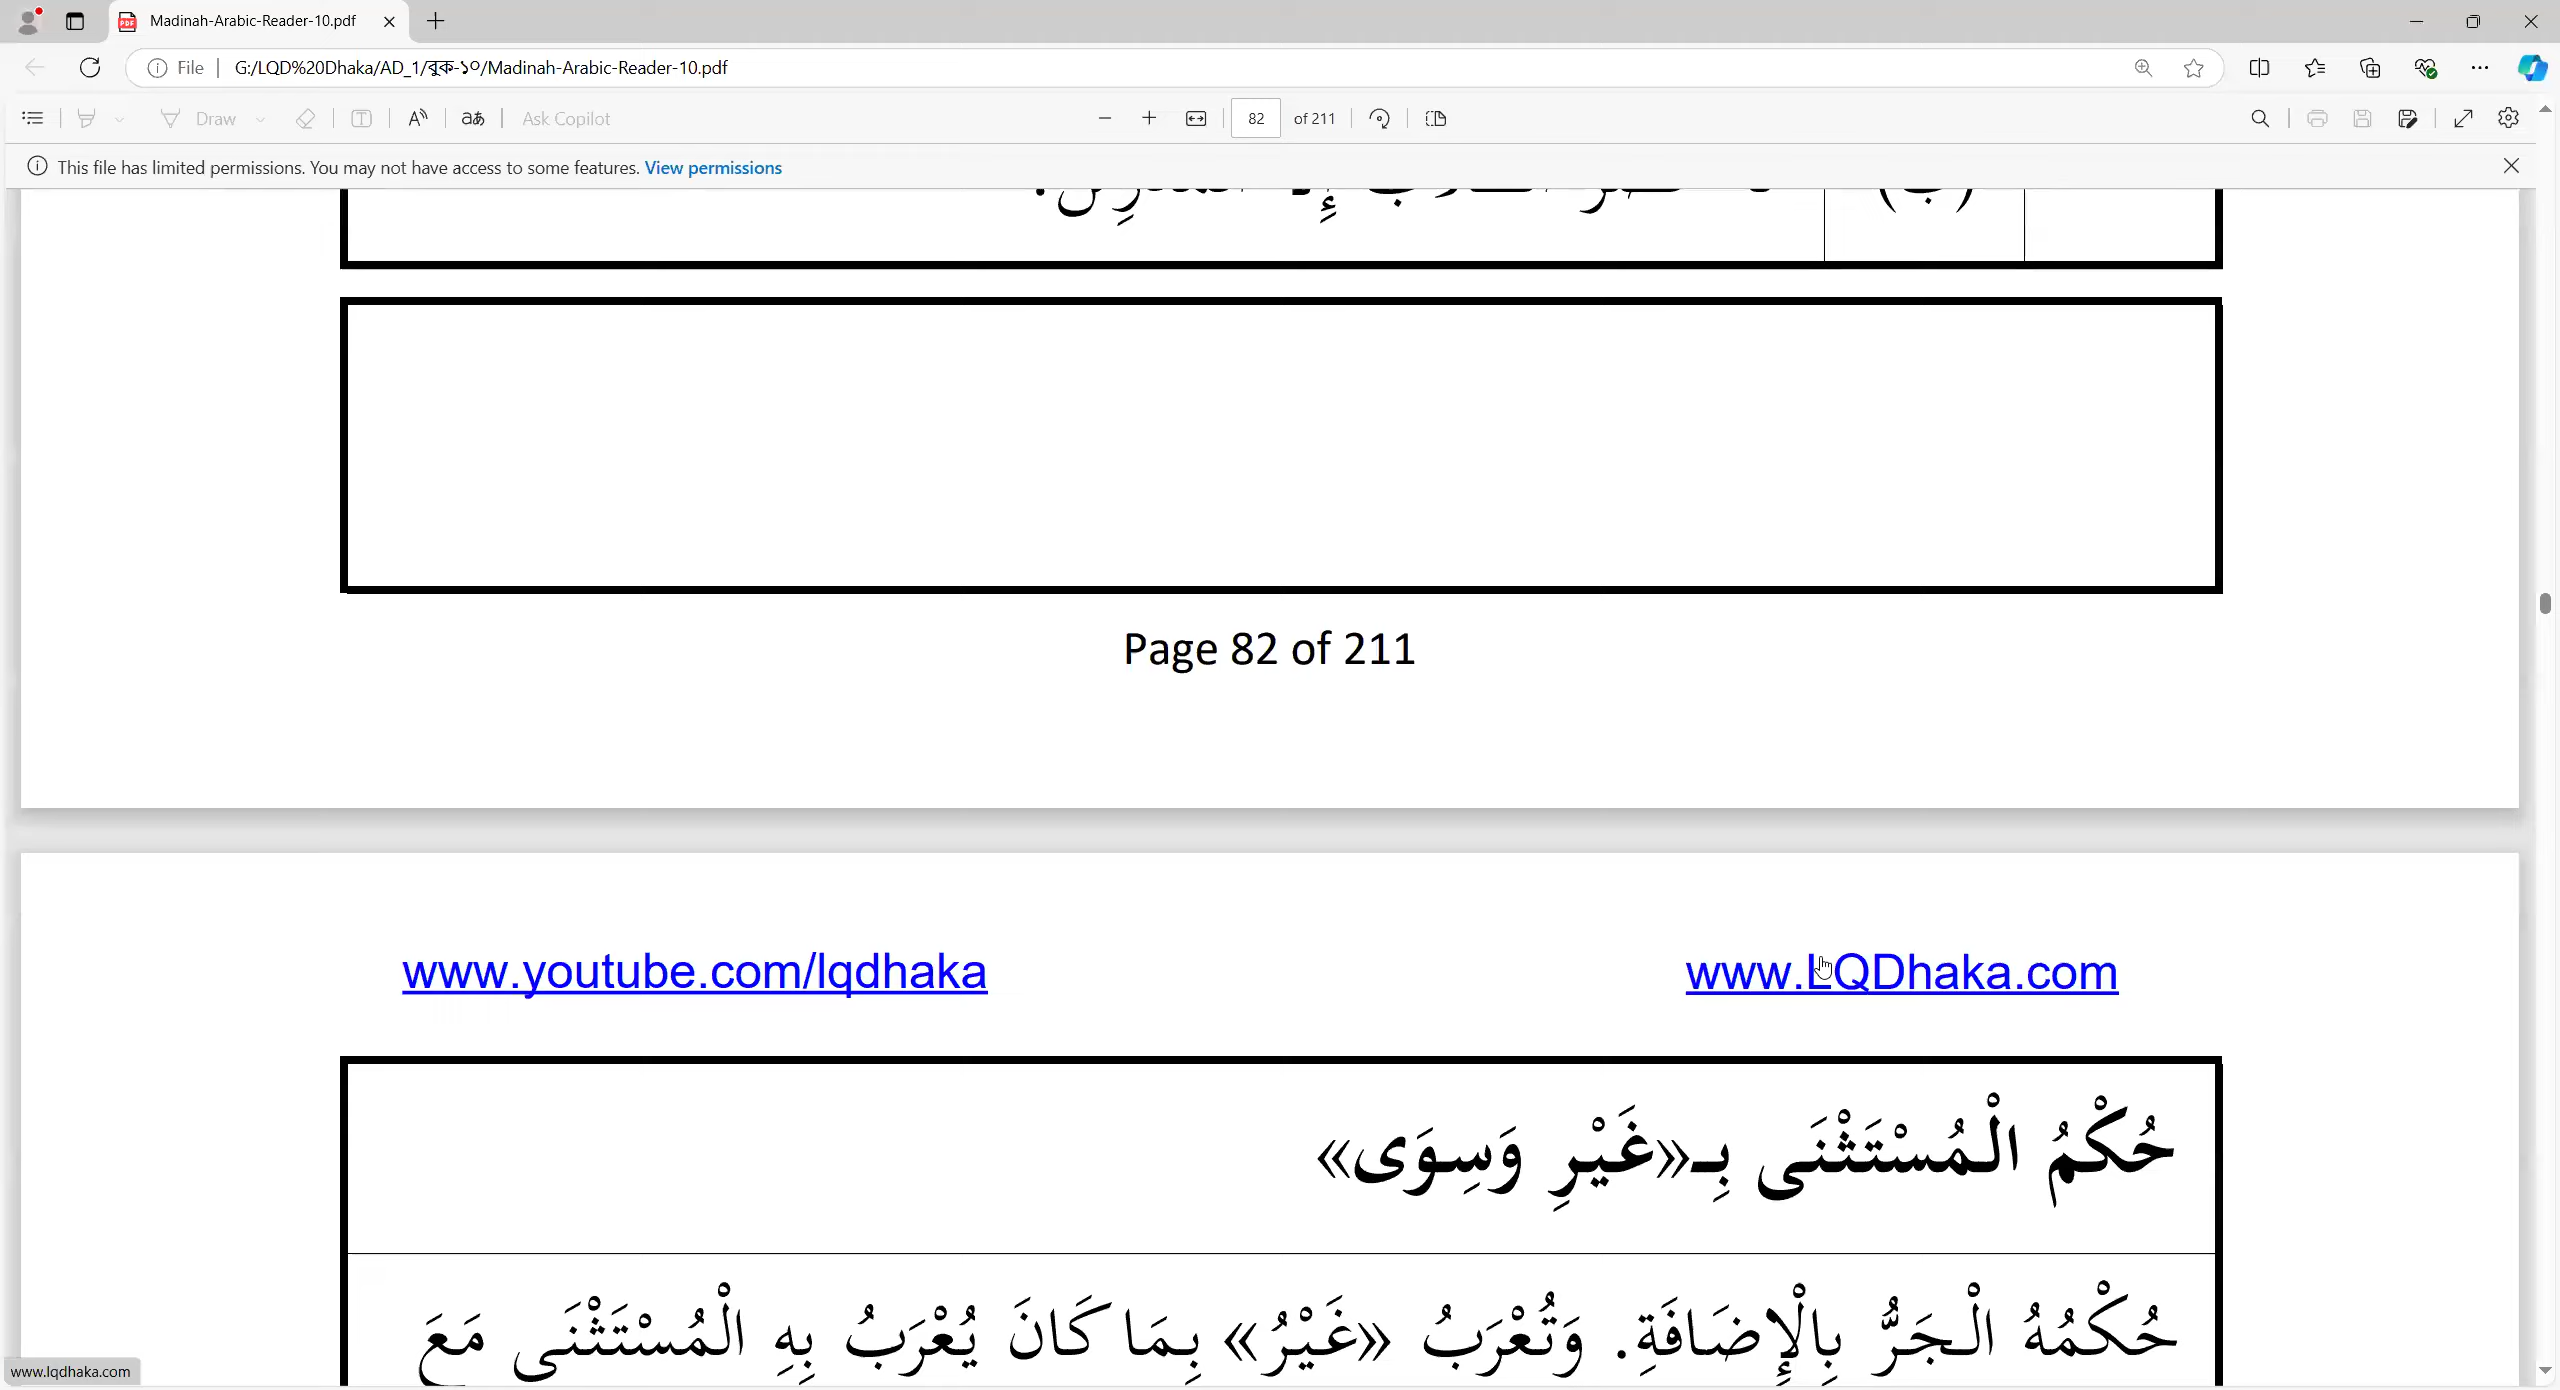 Madinah-Arabic-Reader-10.pdf
File G:/LQD%20Dhaka/AD_1/বুক-১০/Madinah-Arabic-Reader-10.pdf
Draw aあ Ask Copilot 82 of 211
This file has limited permissions. You may not have access to some features. View permissions
(ب)
Page 82 of 211
www.youtube.com/lqdhaka www.LQDhaka.com
حُكْمُ الْمُسْتَثْنَى بِـ«غَيْرِ وَسِوَى»
حُكْمُهُ الْجَرُّ بِالْإِضَافَةِ. وَتُعْرَبُ «غَيْرُ» بِمَا كَانَ يُعْرَبُ بِهِ الْمُسْتَثْنَى مَعَ
www.lqdhaka.com